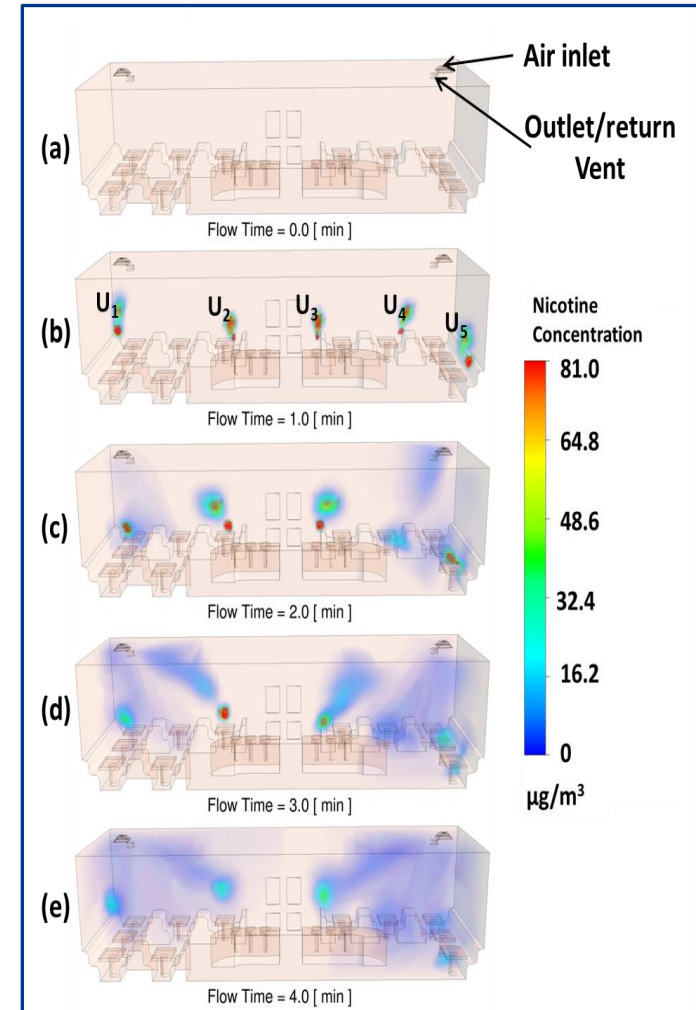 Air inlet
Outlet/return
Vent
(a)
Flow Time = 0.0 [ min ]
U1 U2 U3 U4 U5
(b)
Flow Time = 1.0 [ min ]
(c)
Flow Time = 2.0 [ min ]
(d)
Flow Time = 3.0 [ min ]
(e)
Flow Time = 4.0 [ min ]
Nicotine
Concentration
81.0
64.8
48.6
32.4
16.2
0
µg/m³